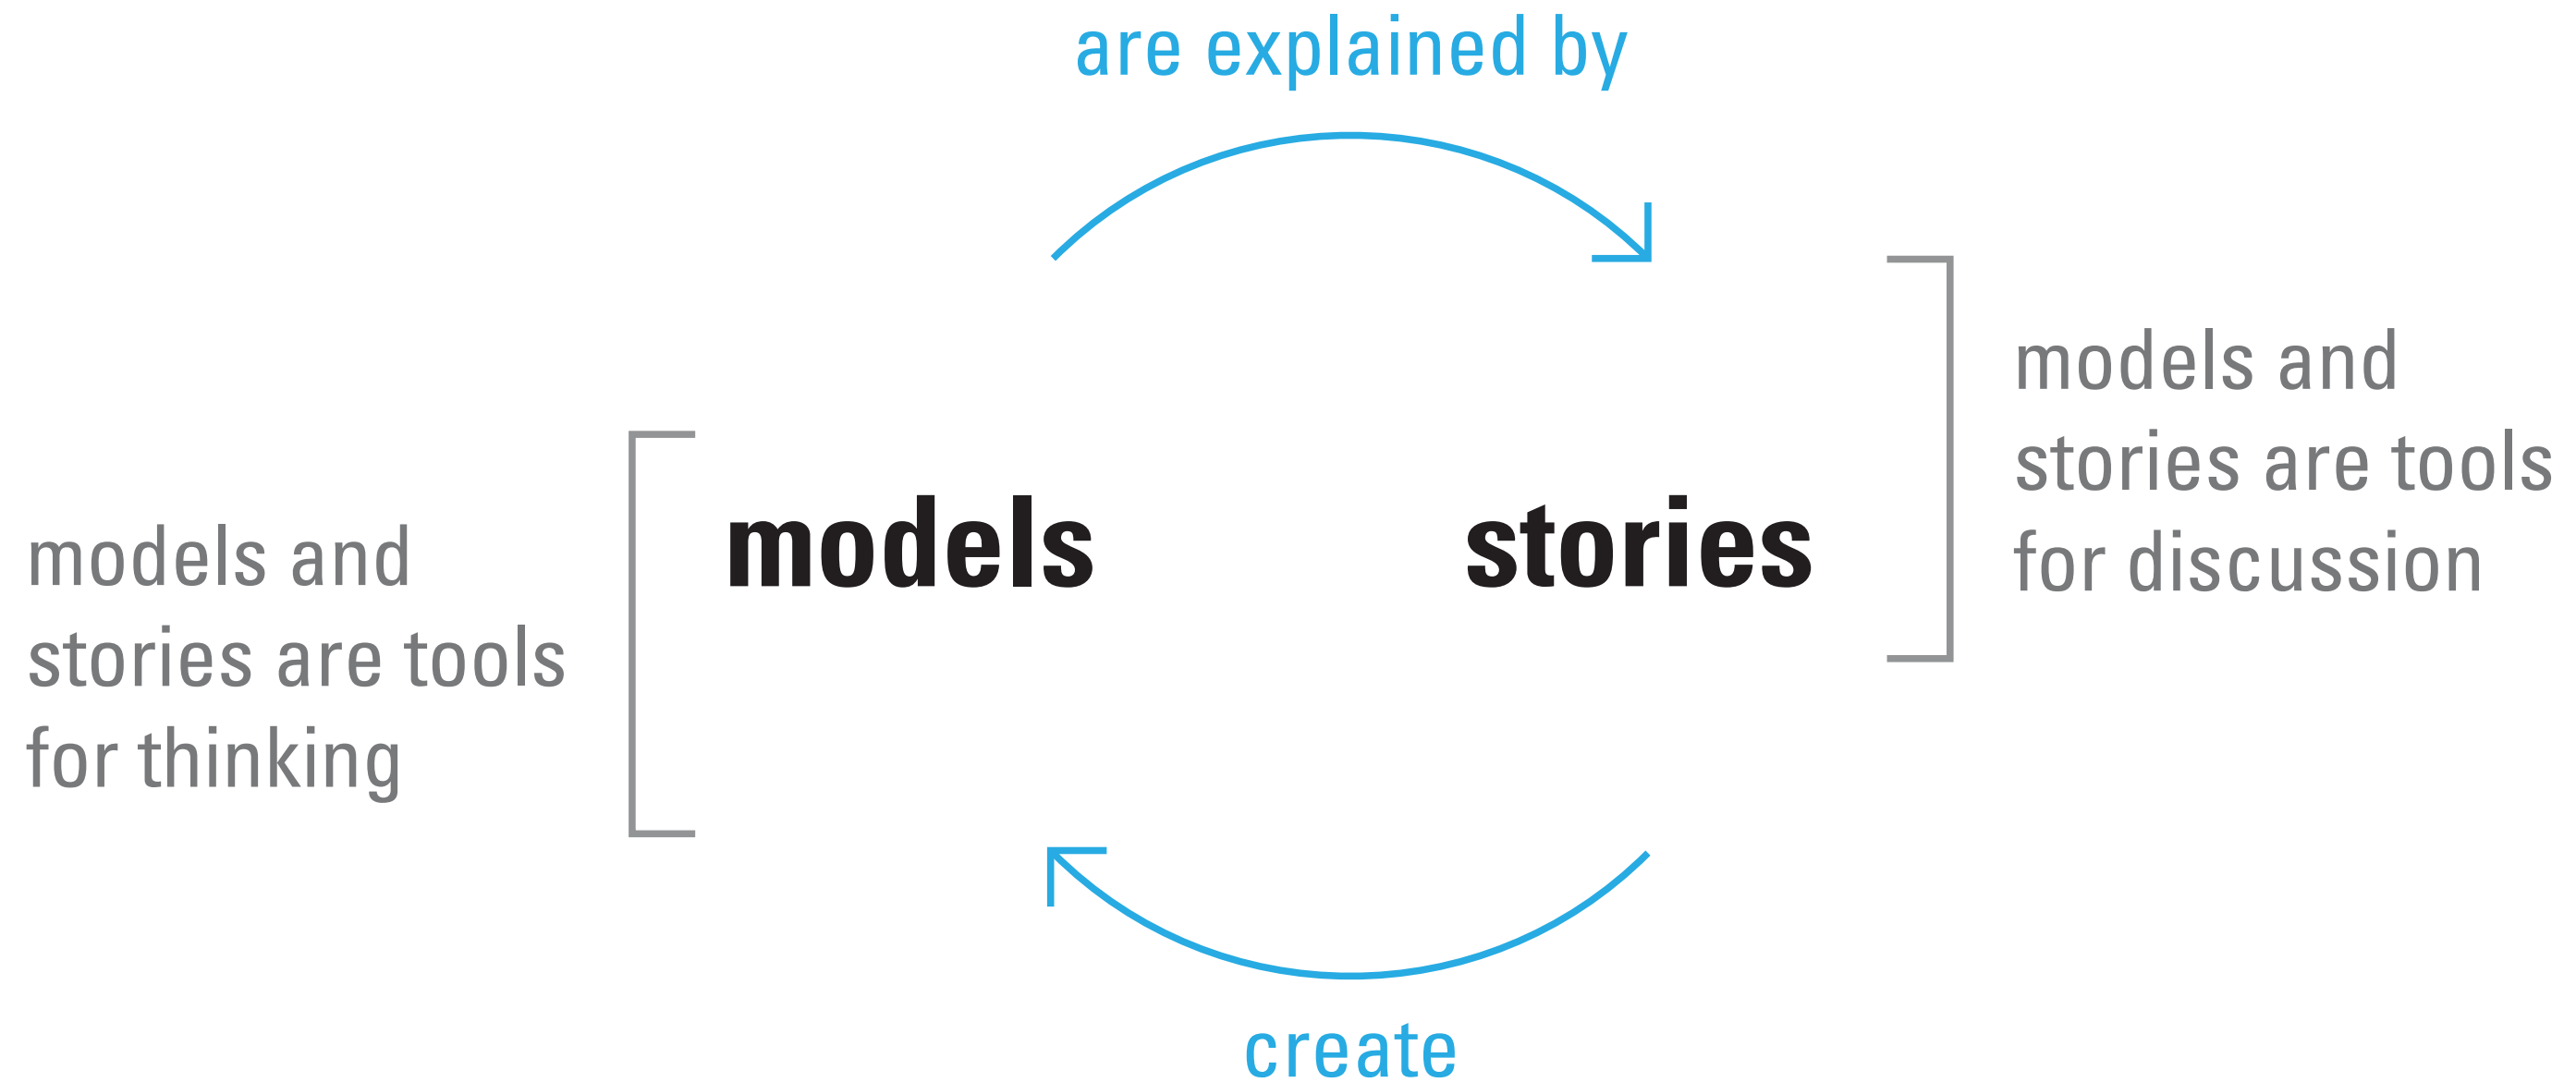 are explained by
models and
stories are tools
for discussion
models
stories
models and
stories are tools
for thinking
create